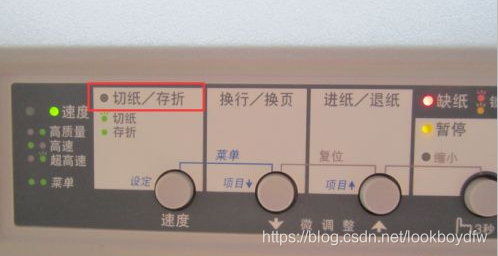 速度
高质量
高速
超高速
菜单
切纸／存折
切纸
存折
设定
速度
换行／换页
菜单
项目
进纸／退纸
复位
项目
微 调 整
缺纸
暂停
缩小
3秒
https://blog.csdn.net/lookboydfw